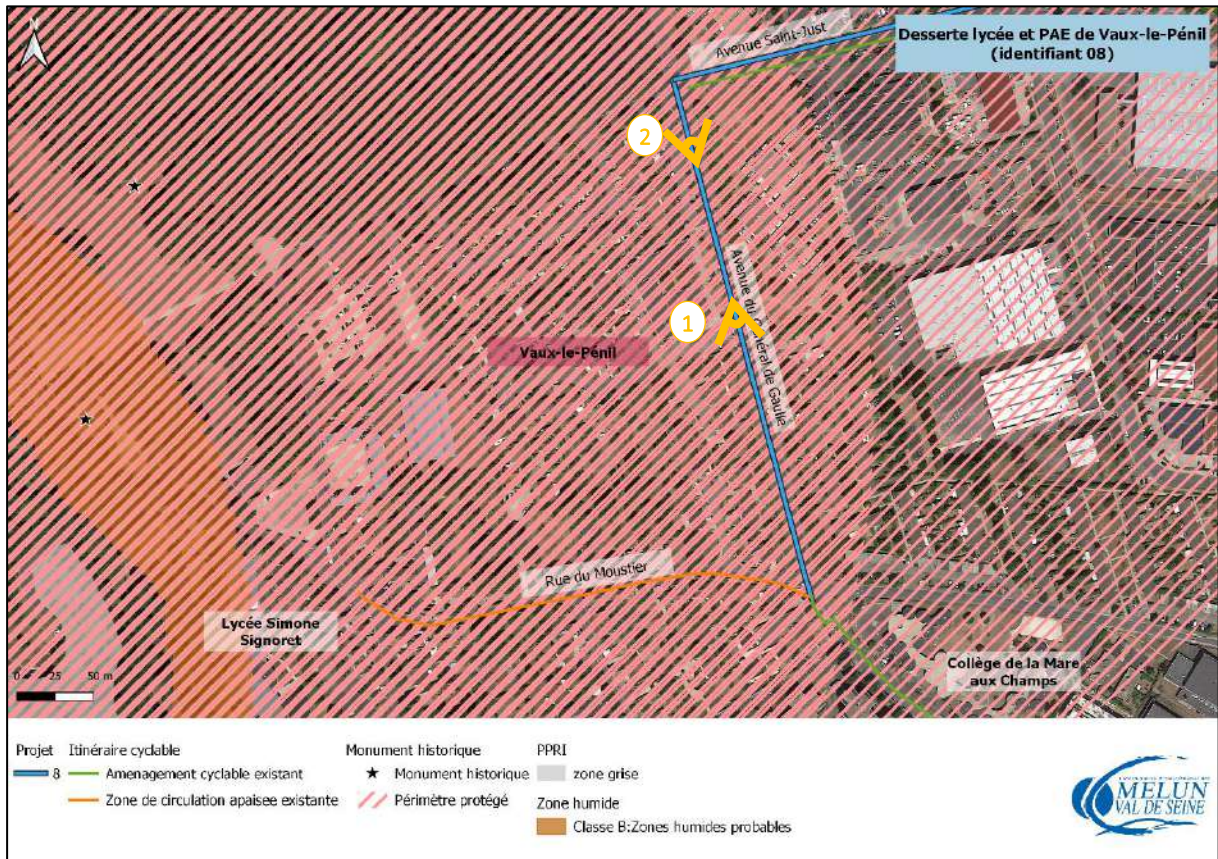 N
Avenue Saint-Just
Desserte lycée et PAE de Vaux-le-Pénil
(identifiant 08)
2
1
Avenue du Général de Gaulle
Vaux-le-Pénil
Rue du Moustier
Lycée Simone
Signoret
Collège de la Mare
aux Champs
0 25 50 m
Projet
8
Itinéraire cyclable
Amenagement cyclable existant
Zone de circulation apaisee existante
Monument historique
Monument historique
Périmètre protégé
PPRI
zone grise
Zone humide
Classe B:Zones humides probables
MELUN
VAL DE SEINE